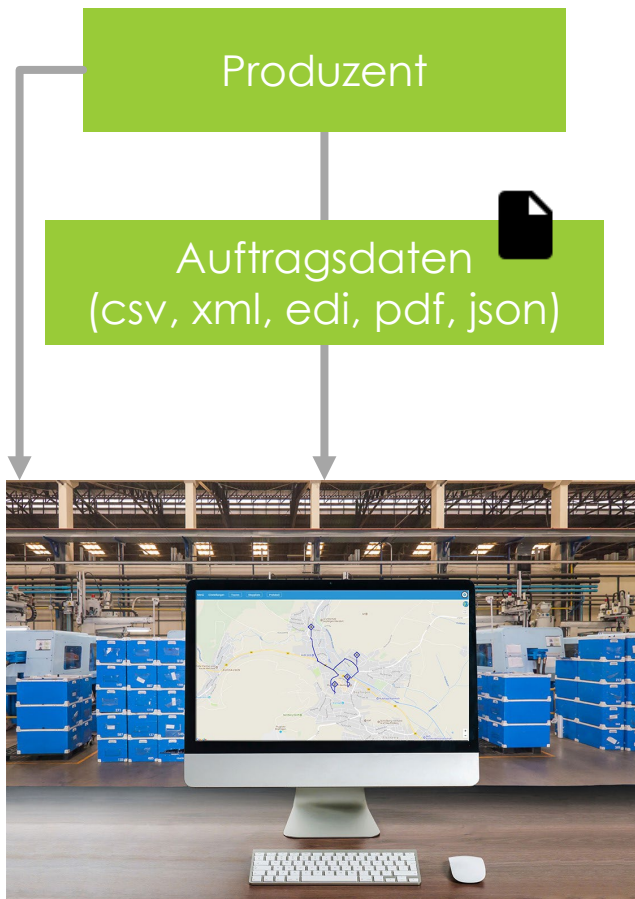 Produzent
Auftragsdaten
(csv, xml, edi, pdf, json)